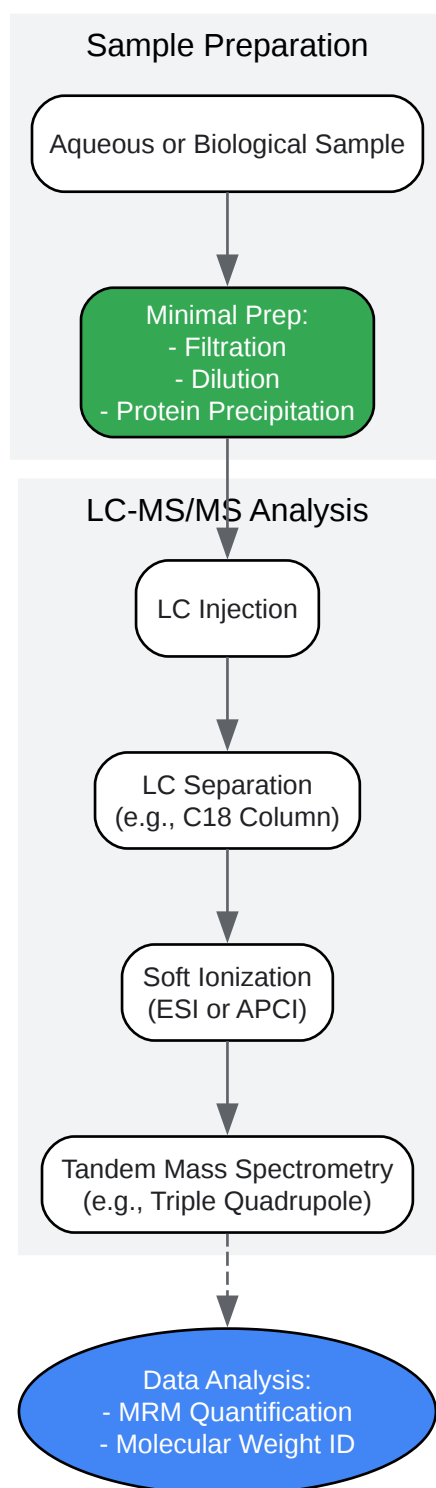 Sample Preparation
Aqueous or Biological Sample
Minimal Prep:
- Filtration
- Dilution
- Protein Precipitation
LC-MS/MS Analysis
LC Injection
LC Separation
(e.g., C18 Column)
Soft Ionization
(ESI or APCI)
Tandem Mass Spectrometry
(e.g., Triple Quadrupole)
Data Analysis:
- MRM Quantification
- Molecular Weight ID